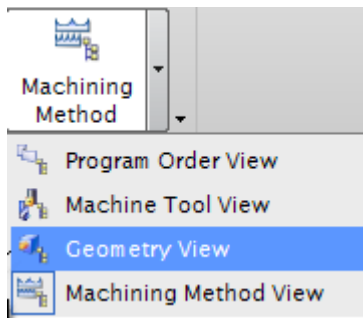 Machining
Method
Program Order View
Machine Tool View
Geometry View
Machining Method View